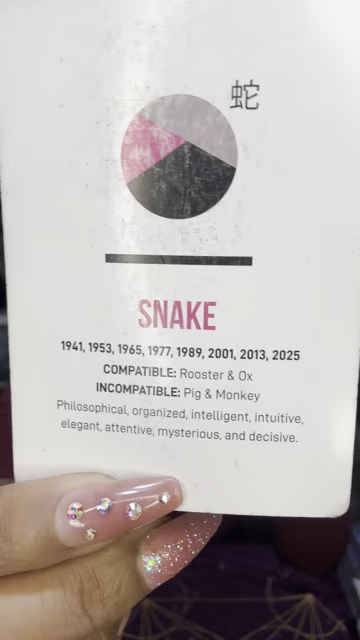 蛇
SNAKE
1941, 1953, 1965, 1977, 1989, 2001, 2013, 2025
COMPATIBLE: Rooster & Ox
INCOMPATIBLE: Pig & Monkey
Philosophical, organized, intelligent, intuitive,
elegant, attentive, mysterious, and decisive.